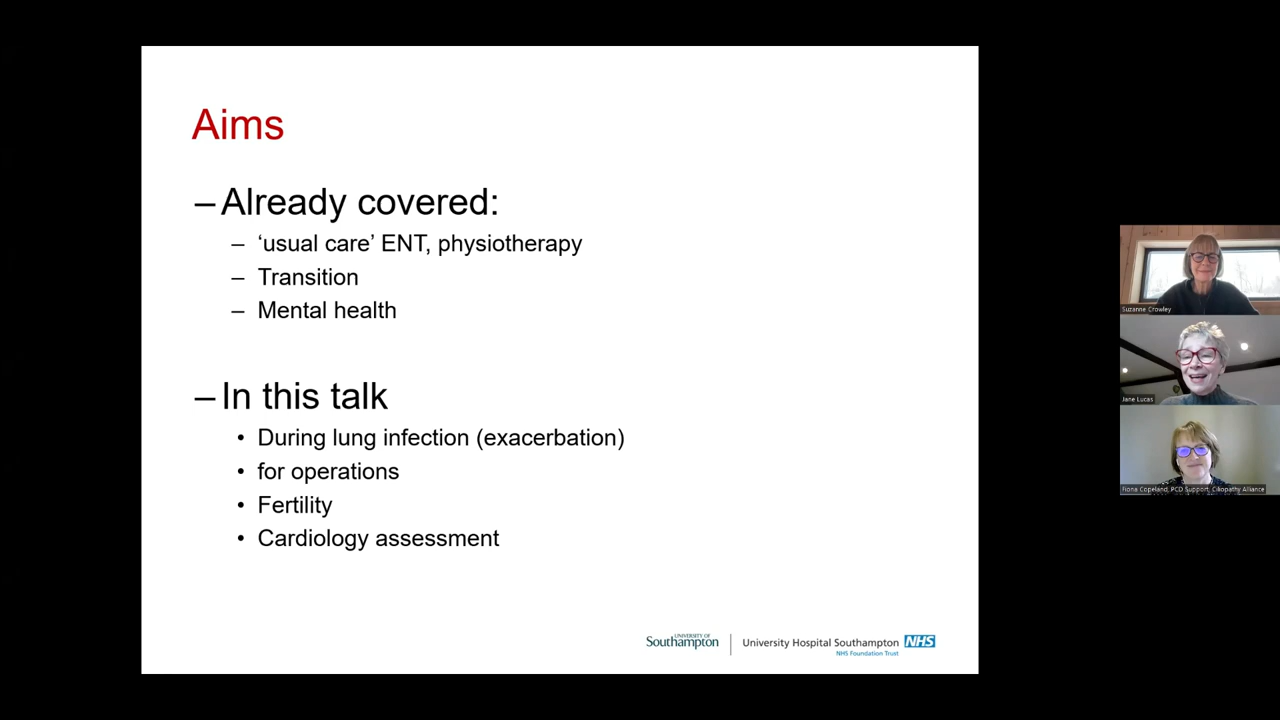 Aims
– Already covered:
– ‘usual care’ ENT, physiotherapy
– Transition
– Mental health
– In this talk
• During lung infection (exacerbation)
• for operations
• Fertility
• Cardiology assessment
UNIVERSITY OF
Southampton
University Hospital Southampton NHS
NHS Foundation Trust
Suzanne Crowley
Jane Lucas
Fiona Copeland, PCD Support, Ciliopathy Alliance